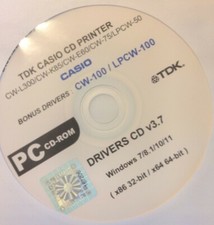 TDK CASIO CD PRINTER
CW-L300/CW-K85/CW-E60/CW-75/LPCW-50
CASIO
BONUS DRIVERS CW-100 / LPCW-100
TDK.
PC CD-ROM
DRIVERS CD v3.7
Windows 7/8.1/10/11
( x86 32-bit / x64 64-bit )